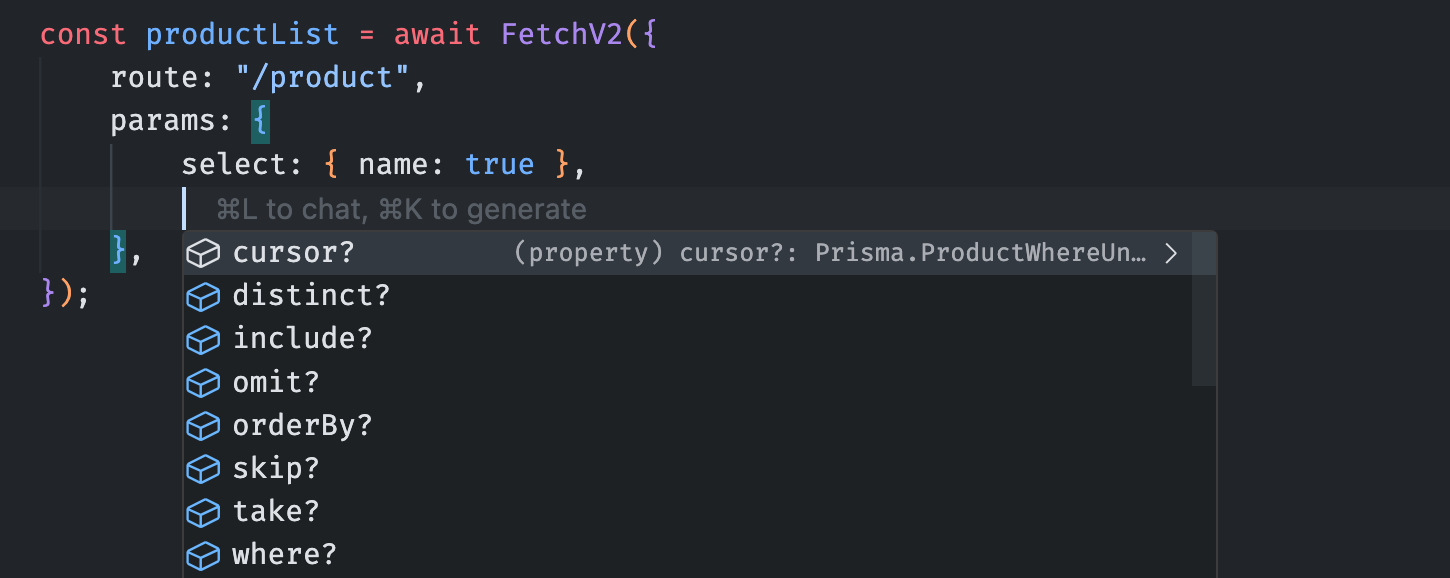 const productList = await FetchV2({
route: "/product",
params: {
select: { name: true },
⌘L to chat, ⌘K to generate
}, cursor? (property) cursor?: Prisma.ProductWhereUn…
}); distinct?
include?
omit?
orderBy?
skip?
take?
where?